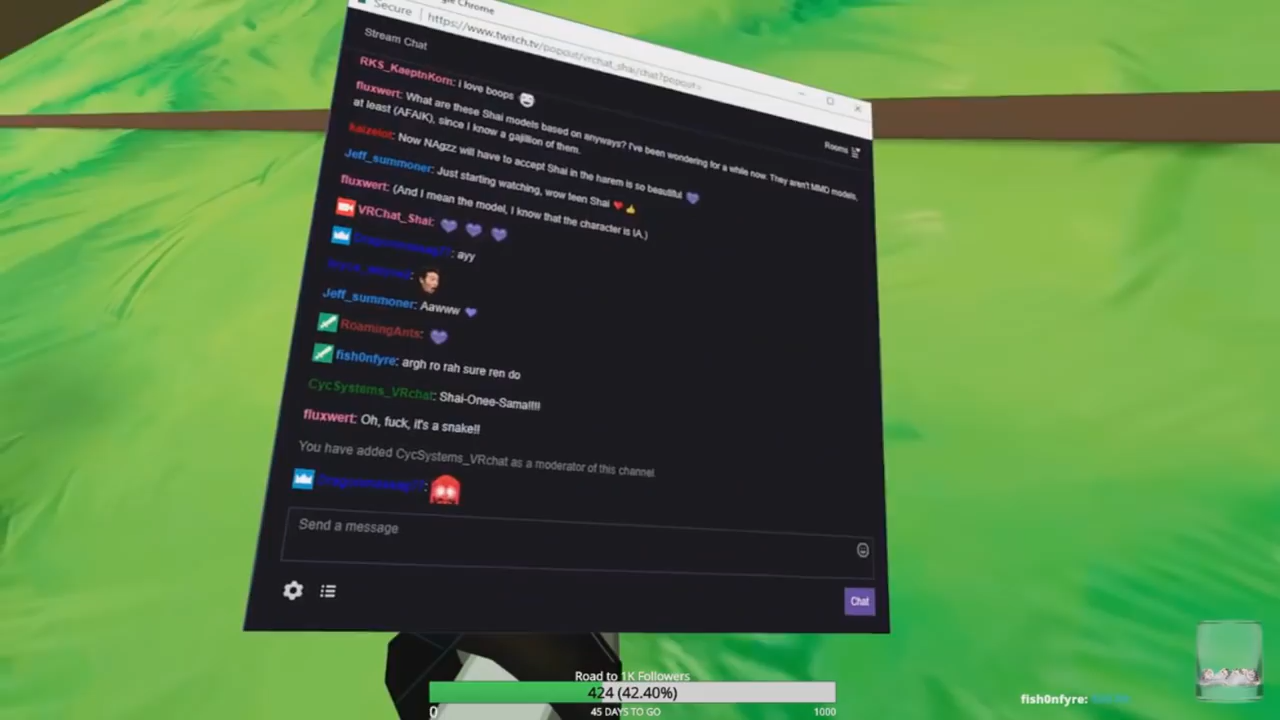 Chrome
Secure | https://www.twitch.tv/popout/vrchat_shai/chat?popout=
Stream Chat
Rooms
RKS_KaeptnKorn: I love boops
fluxwert: What are these Shai models based on anyways? I've been wondering for a while now. They aren't MMD models,
at least (AFAIK), since I know a gajillion of them.
kaizelot: Now NAgzz will have to accept Shai in the harem is so beautiful
Jeff_summoner: Just starting watching, wow teen Shai
fluxwert: (And I mean the model, I know that the character is IA.)
VRChat_Shai:
: ayy
:
Jeff_summoner: Aawww
RoamingAnts:
fish0nfyre: argh ro rah sure ren do
CycSystems_VRchat: Shai-Onee-Sama!!!!
fluxwert: Oh, fuck, it's a snake!!
You have added CycSystems_VRchat as a moderator of this channel.
:
Send a message
Chat
Road to 1K Followers
424 (42.40%)
0 45 DAYS TO GO 1000
fish0nfyre: